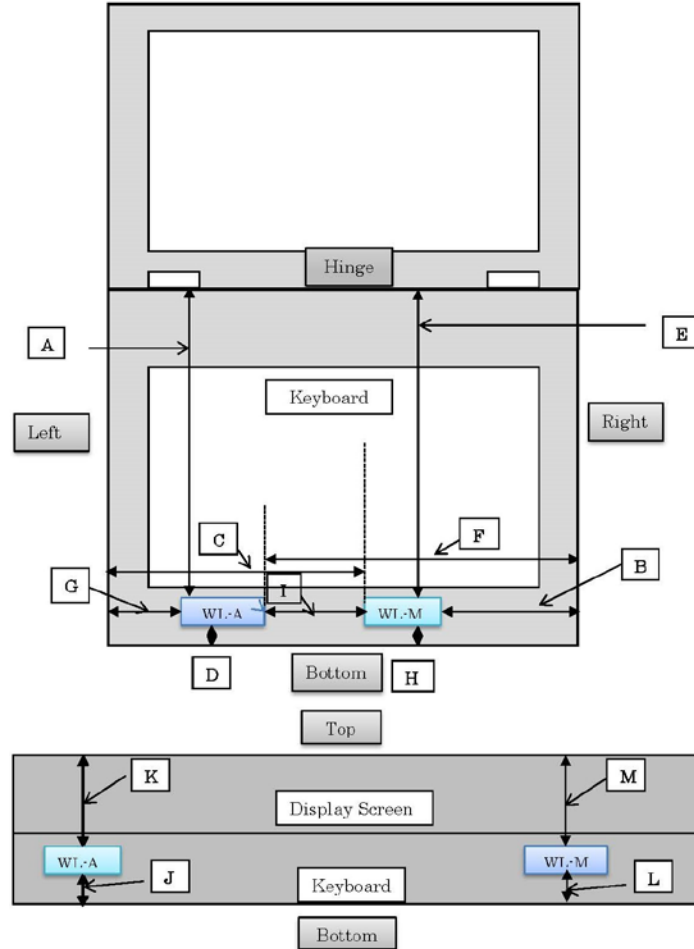 Hinge
A
E
Keyboard
Left
Right
C
F
B
G
I
WL-A
WL-M
D
Bottom
H
Top
K
M
Display Screen
WL-A
WL-M
J
Keyboard
L
Bottom